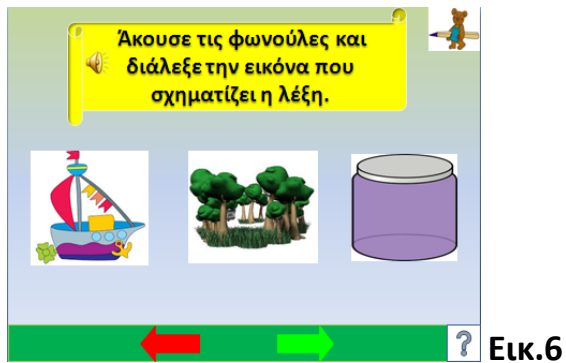 Άκουσε τις φωνούλες και
διάλεξε την εικόνα που
σχηματίζει η λέξη.
?
Εικ.6